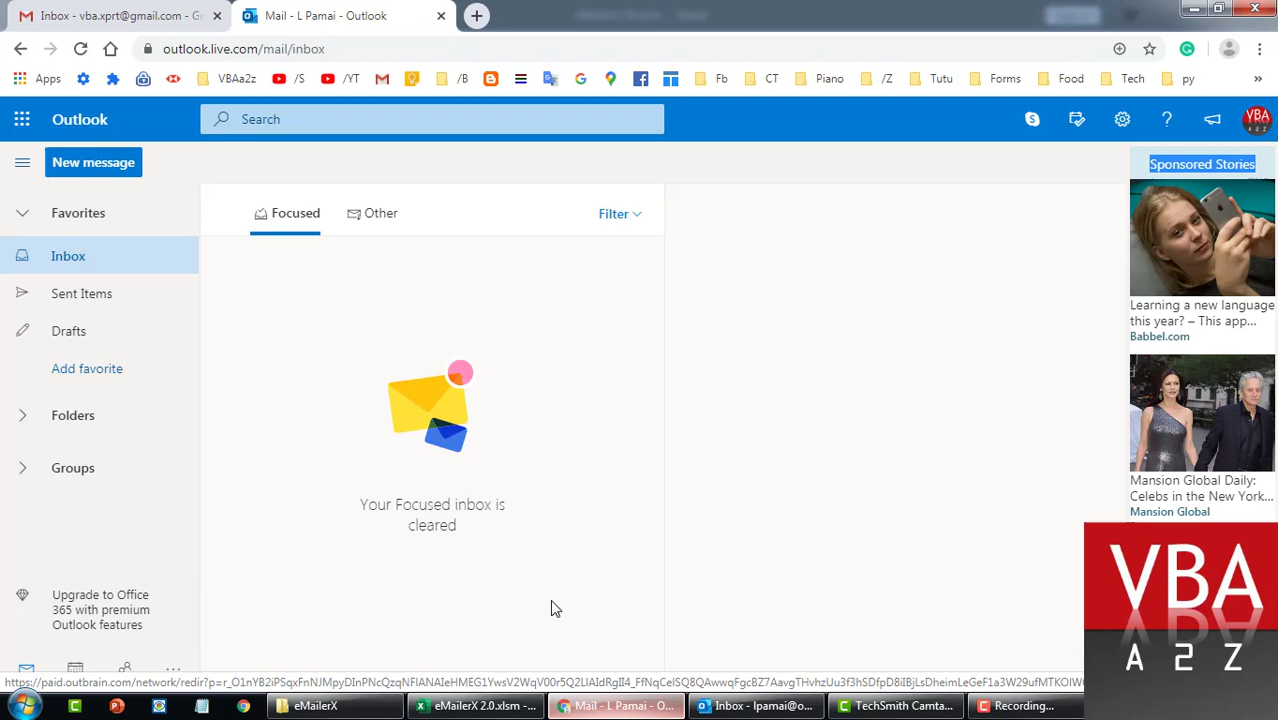 Inbox - vba.xprt@gmail.com - Gr
Mail - L Pamai - Outlook
outlook.live.com/mail/inbox
Apps
VBAa2z
/S
/YT
/B
Fb
CT
Piano
/Z
Tutu
Forms
Food
Tech
py
»
Outlook
Search
VBA
A2Z
New message
Sponsored Stories
Favorites
Focused
Other
Filter
Inbox
Sent Items
Drafts
Add favorite
Folders
Groups
Your Focused inbox is
cleared
Learning a new language
this year? – This app...
Babbel.com
Mansion Global Daily:
Celebs in the New York...
Mansion Global
Upgrade to Office
365 with premium
Outlook features
VBA
A 2 Z
eMailerX
eMailerX 2.0.xlsm -...
Mail - L Pamai - O...
Inbox - lpamai@o...
TechSmith Camta...
Recording...